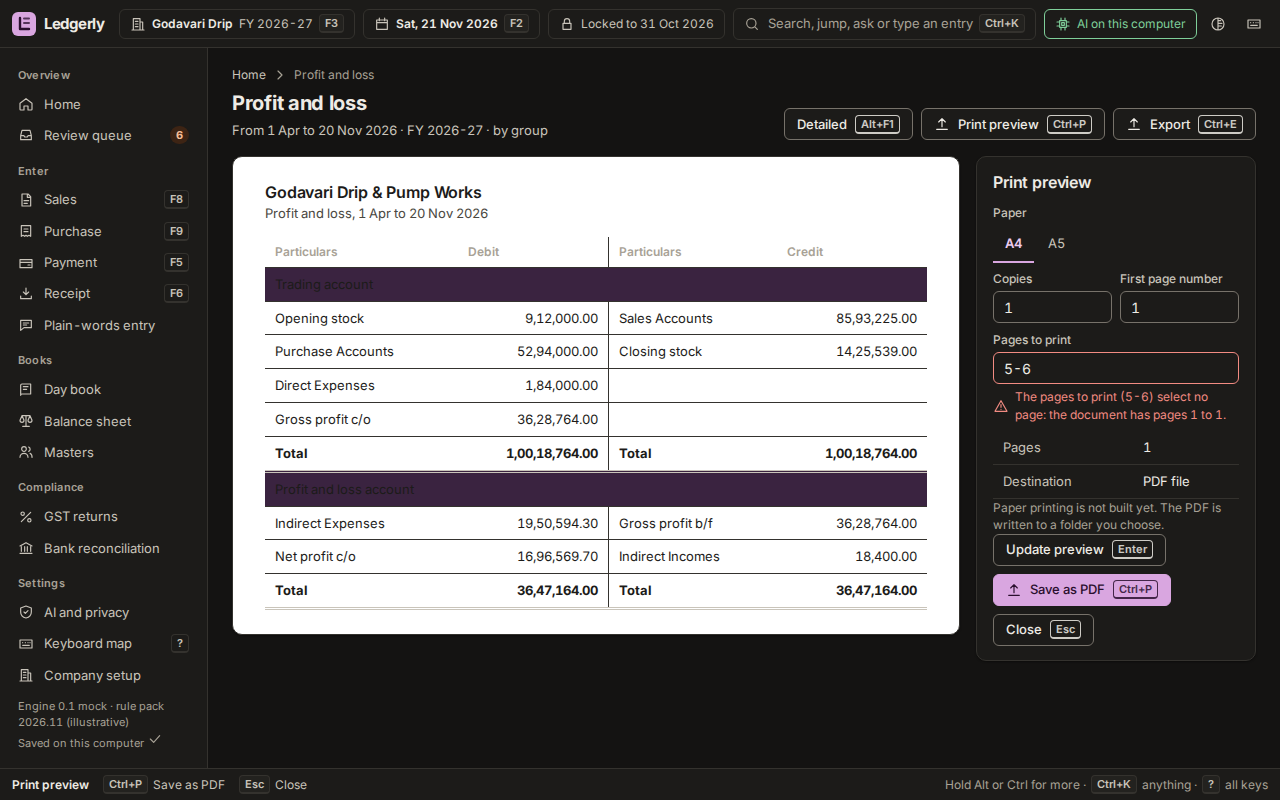 Ledgerly
Godavari Drip FY 2026-27 F3
Sat, 21 Nov 2026 F2
Locked to 31 Oct 2026
Search, jump, ask or type an entry Ctrl+K
AI on this computer
Overview
Home
Review queue 6
Enter
Sales F8
Purchase F9
Payment F5
Receipt F6
Plain-words entry
Books
Day book
Balance sheet
Masters
Compliance
GST returns
Bank reconciliation
Settings
AI and privacy
Keyboard map ?
Company setup
Engine 0.1 mock · rule pack
2026.11 (illustrative)
Saved on this computer
Home > Profit and loss
Profit and loss
From 1 Apr to 20 Nov 2026 · FY 2026-27 · by group
Detailed Alt+F1
Print preview Ctrl+P
Export Ctrl+E
Godavari Drip & Pump Works
Profit and loss, 1 Apr to 20 Nov 2026
Particulars Debit Particulars Credit
Trading account
Opening stock 9,12,000.00 Sales Accounts 85,93,225.00
Purchase Accounts 52,94,000.00 Closing stock 14,25,539.00
Direct Expenses 1,84,000.00
Gross profit c/o 36,28,764.00
Total 1,00,18,764.00 Total 1,00,18,764.00
Profit and loss account
Indirect Expenses 19,50,594.30 Gross profit b/f 36,28,764.00
Net profit c/o 16,96,569.70 Indirect Incomes 18,400.00
Total 36,47,164.00 Total 36,47,164.00
Print preview
Paper
A4 A5
Copies First page number
1 1
Pages to print
5-6
The pages to print (5-6) select no
page: the document has pages 1 to 1.
Pages 1
Destination PDF file
Paper printing is not built yet. The PDF is
written to a folder you choose.
Update preview Enter
Save as PDF Ctrl+P
Close Esc
Print preview Ctrl+P Save as PDF Esc Close
Hold Alt or Ctrl for more · Ctrl+K anything · ? all keys